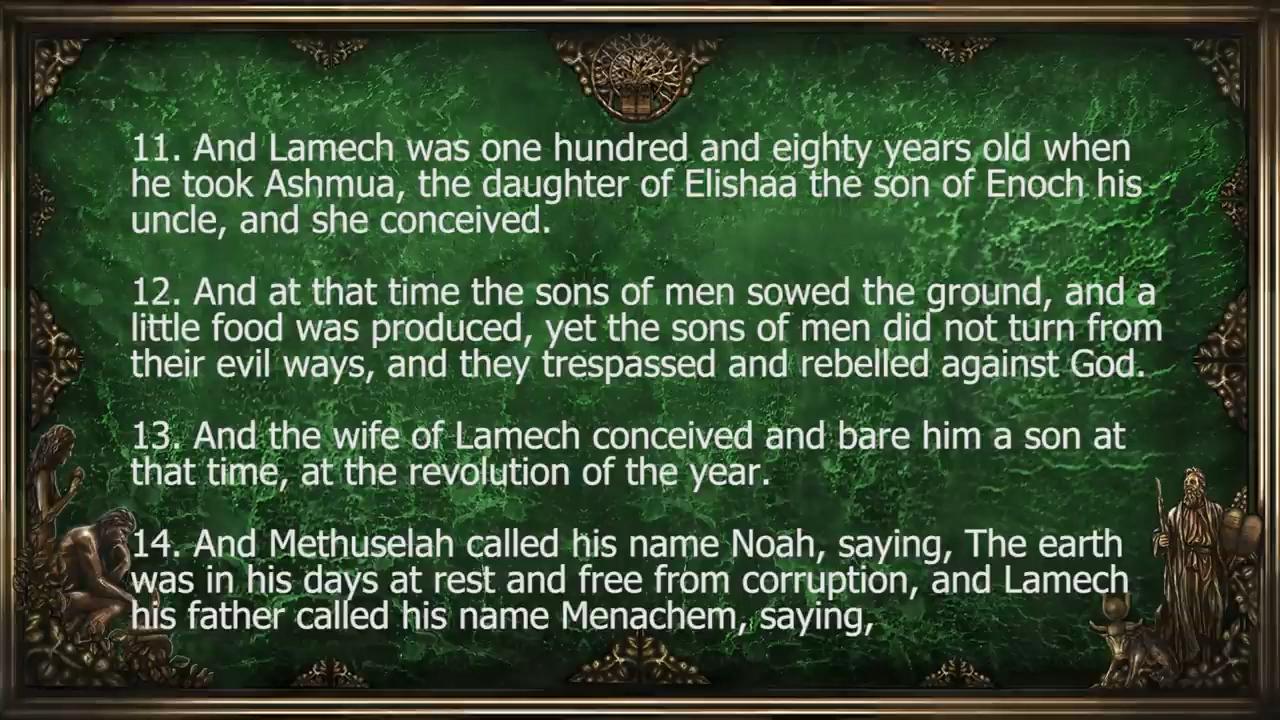 11. And Lamech was one hundred and eighty years old when
he took Ashmua, the daughter of Elishaa the son of Enoch his
uncle, and she conceived.
12. And at that time the sons of men sowed the ground, and a
little food was produced, yet the sons of men did not turn from
their evil ways, and they trespassed and rebelled against God.
13. And the wife of Lamech conceived and bare him a son at
that time, at the revolution of the year.
14. And Methuselah called his name Noah, saying, The earth
was in his days at rest and free from corruption, and Lamech
his father called his name Menachem, saying,